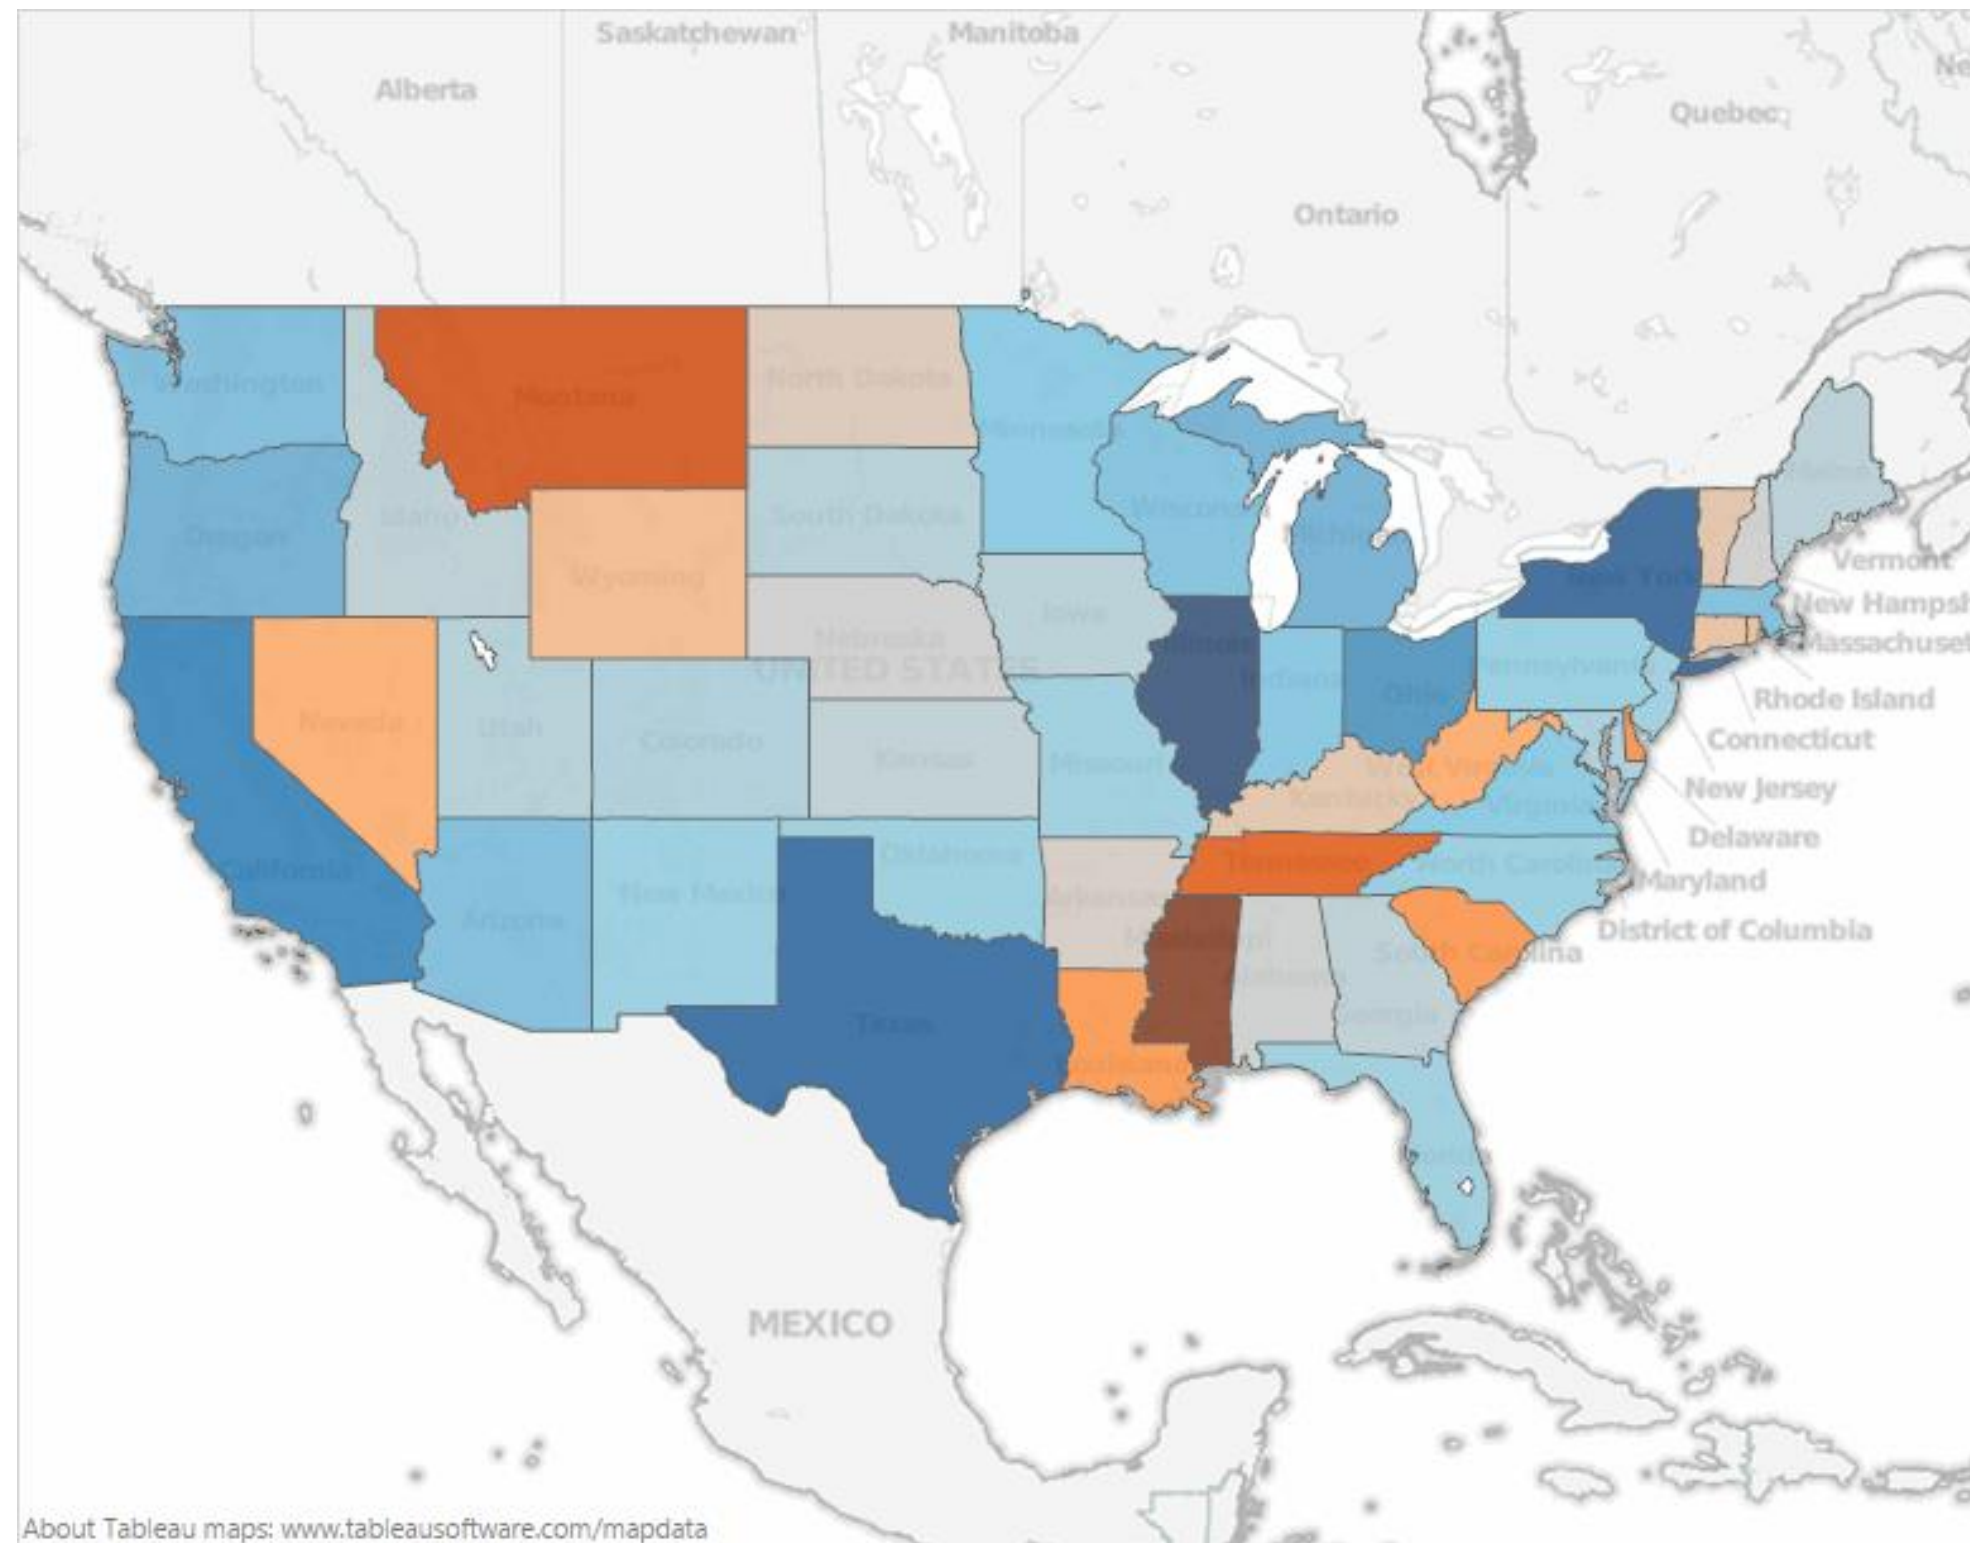 Saskatchewan
Manitoba
Ne
Alberta
Quebec
Ontario
Washington
Montana
North Dakota
Minnesota
Maine
Oregon
Idaho
South Dakota
Wisconsin
Michigan
Vermont
Wyoming
New York
New Hampsh
Iowa
Nebraska
Illinois
Massachuset
UNITED STATES
Pennsylvania
Indiana
Ohio
Rhode Island
Nevada
Utah
Colorado
Connecticut
Kansas
Missouri
West Virginia
New Jersey
Kentucky
Virginia
Delaware
California
Oklahoma
Tennessee
North Carolina
Maryland
New Mexico
Arkansas
Arizona
District of Columbia
Mississippi
South Carolina
Alabama
Georgia
Texas
Louisiana
Florida
MEXICO
About Tableau maps: www.tableausoftware.com/mapdata